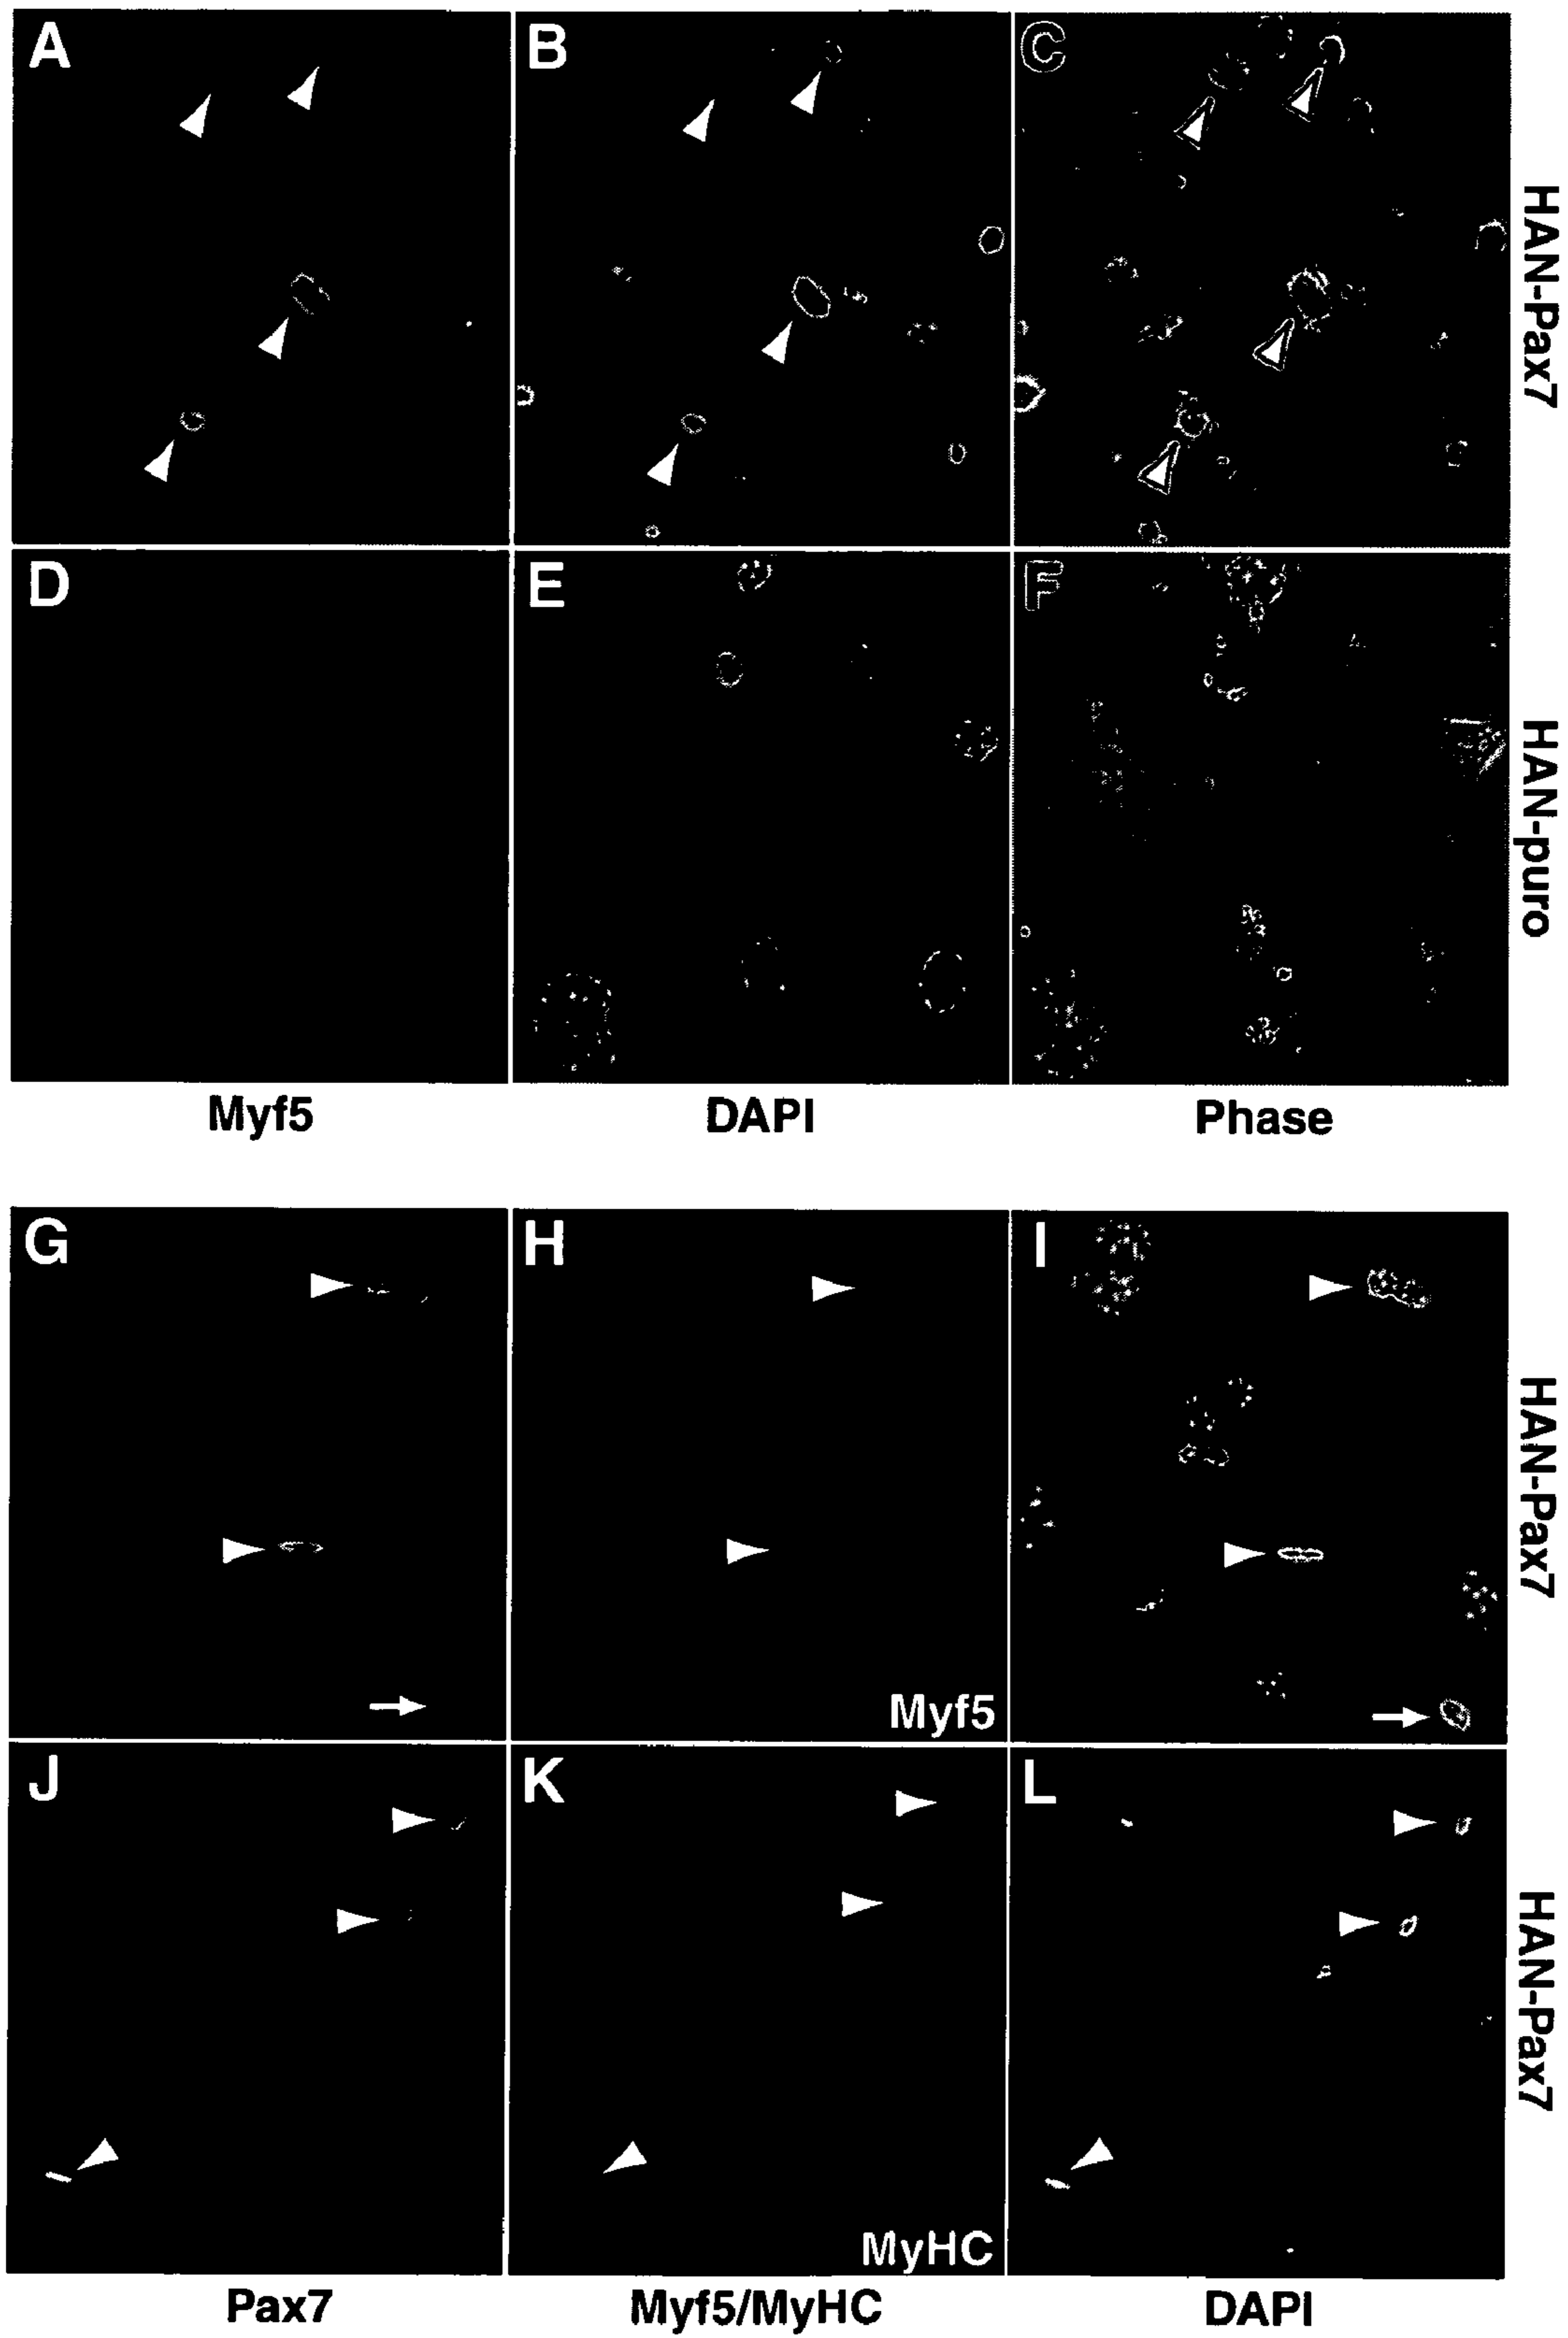 A B C
HAN-Pax7
D E F
HAN-puro
Myf5 DAPI Phase
G H I
HAN-Pax7
Myf5
J K L
HAN-Pax7
MyHC
Pax7 Myf5/MyHC DAPI